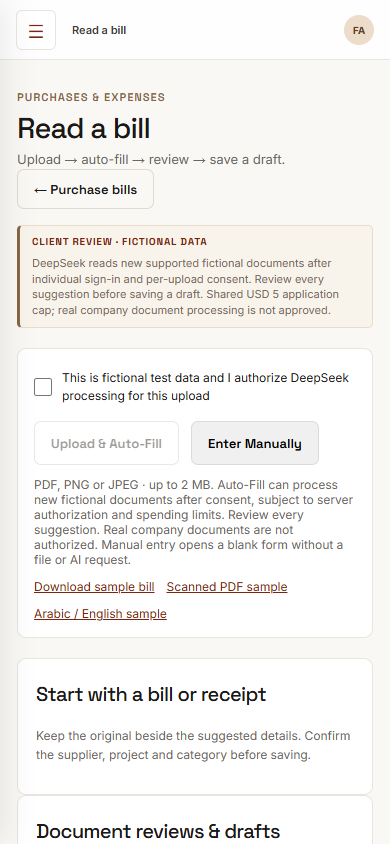 Read a bill
FA
PURCHASES & EXPENSES
Read a bill
Upload → auto-fill → review → save a draft.
← Purchase bills
CLIENT REVIEW · FICTIONAL DATA
DeepSeek reads new supported fictional documents after
individual sign-in and per-upload consent. Review every
suggestion before saving a draft. Shared USD 5 application
cap; real company document processing is not approved.
This is fictional test data and I authorize DeepSeek
processing for this upload
Upload & Auto-Fill
Enter Manually
PDF, PNG or JPEG · up to 2 MB. Auto-Fill can process
new fictional documents after consent, subject to server
authorization and spending limits. Review every
suggestion. Real company documents are not
authorized. Manual entry opens a blank form without a
file or AI request.
Download sample bill Scanned PDF sample
Arabic / English sample
Start with a bill or receipt
Keep the original beside the suggested details. Confirm
the supplier, project and category before saving.
Document reviews & drafts